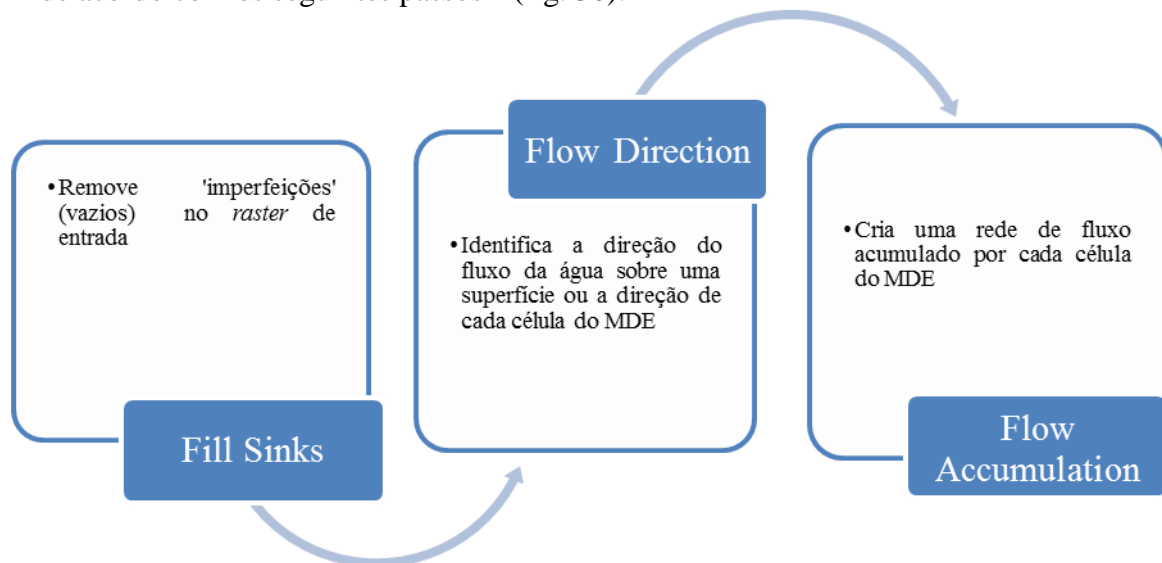 •Remove 'imperfeições'
(vazios) no raster de
entrada
Fill Sinks
Flow Direction
•Identifica a direção do
fluxo da água sobre uma
superfície ou a direção de
cada célula do MDE
•Cria uma rede de fluxo
acumulado por cada célula
do MDE
Flow
Accumulation